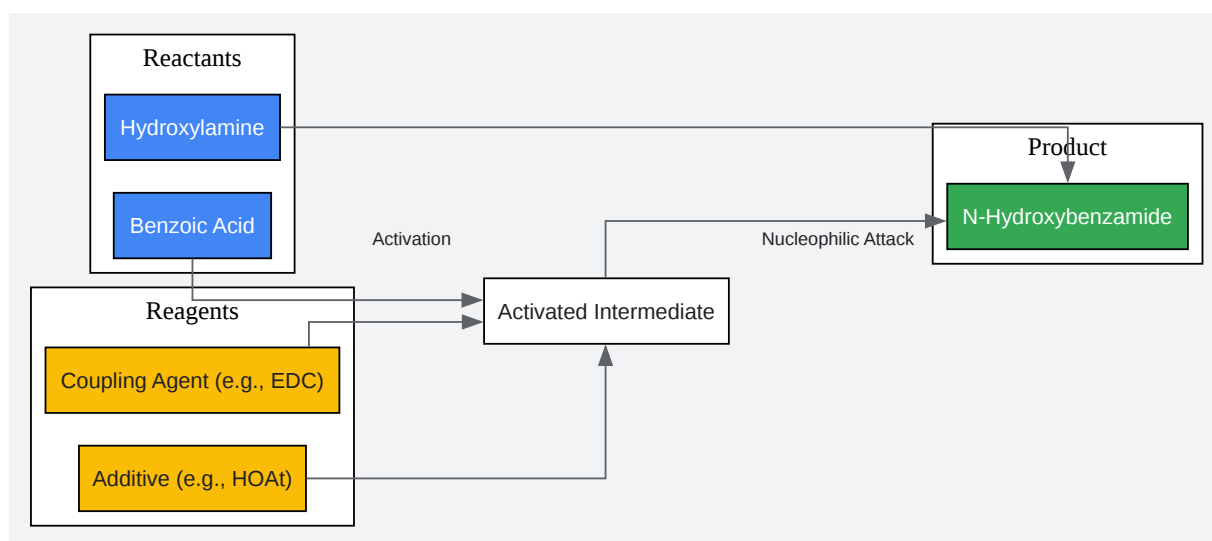 Reactants
Hydroxylamine
Benzoic Acid
Reagents
Coupling Agent (e.g., EDC)
Additive (e.g., HOAt)
Activation
Activated Intermediate
Nucleophilic Attack
Product
N-Hydroxybenzamide